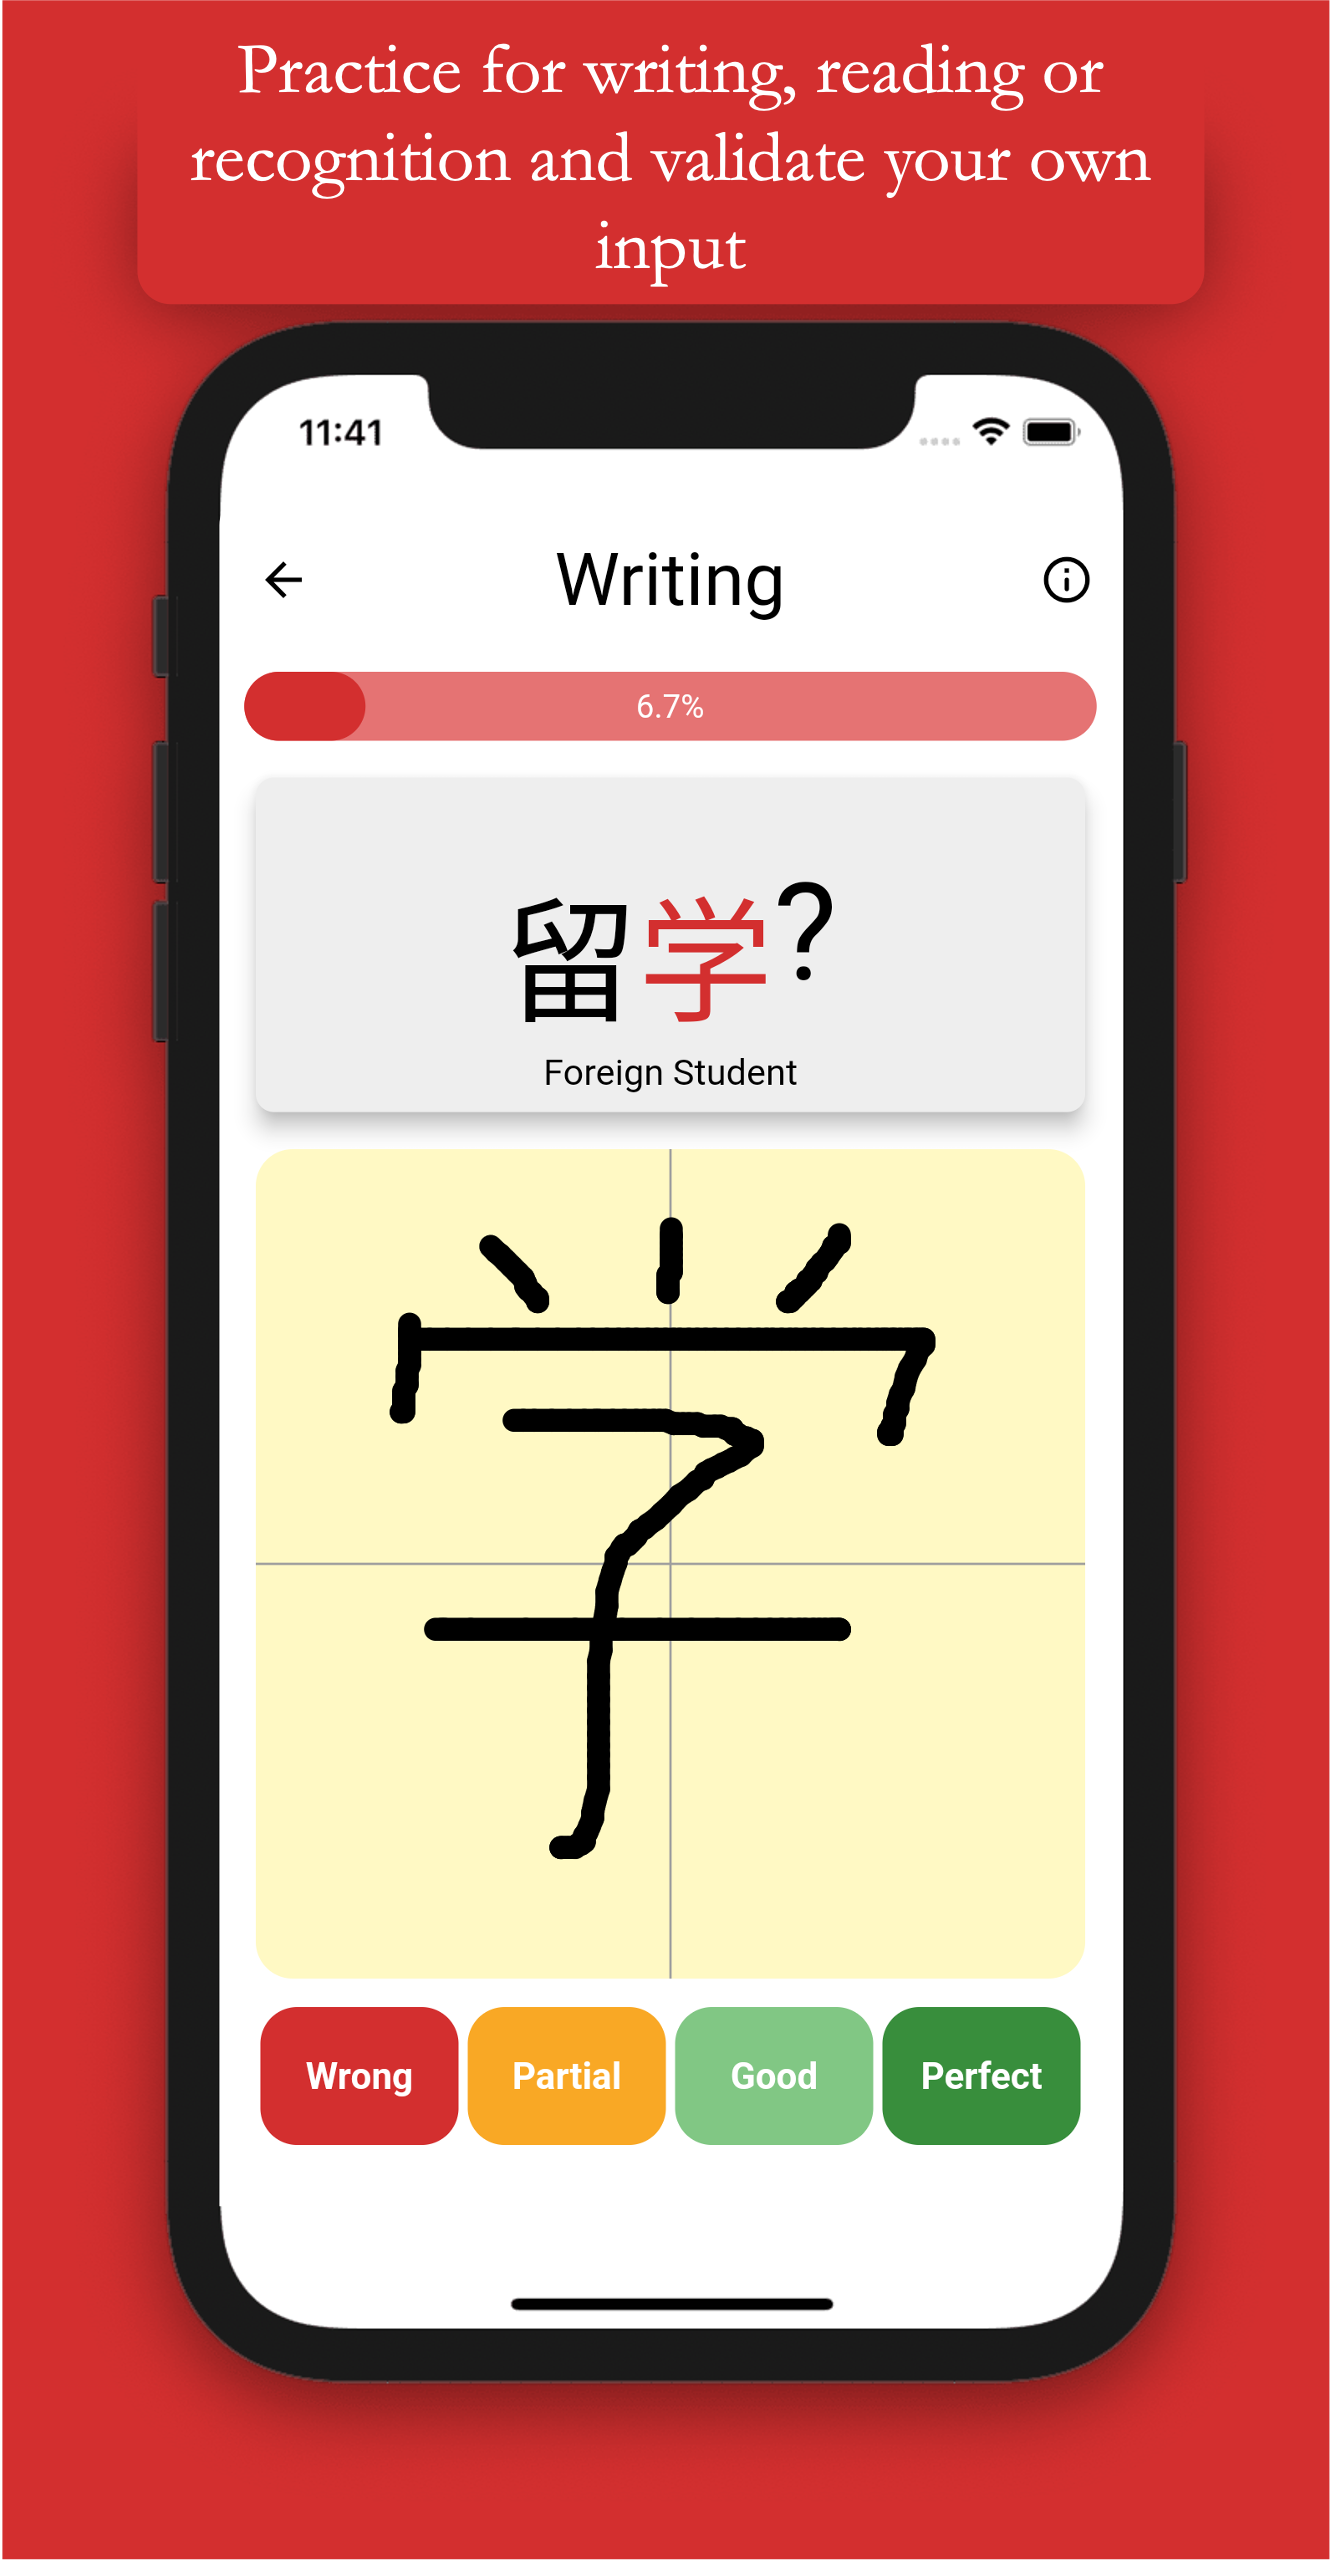 Practice for writing, reading or
recognition and validate your own
input
11:41
Writing
6.7%
留学?
Foreign Student
学
Wrong Partial Good Perfect